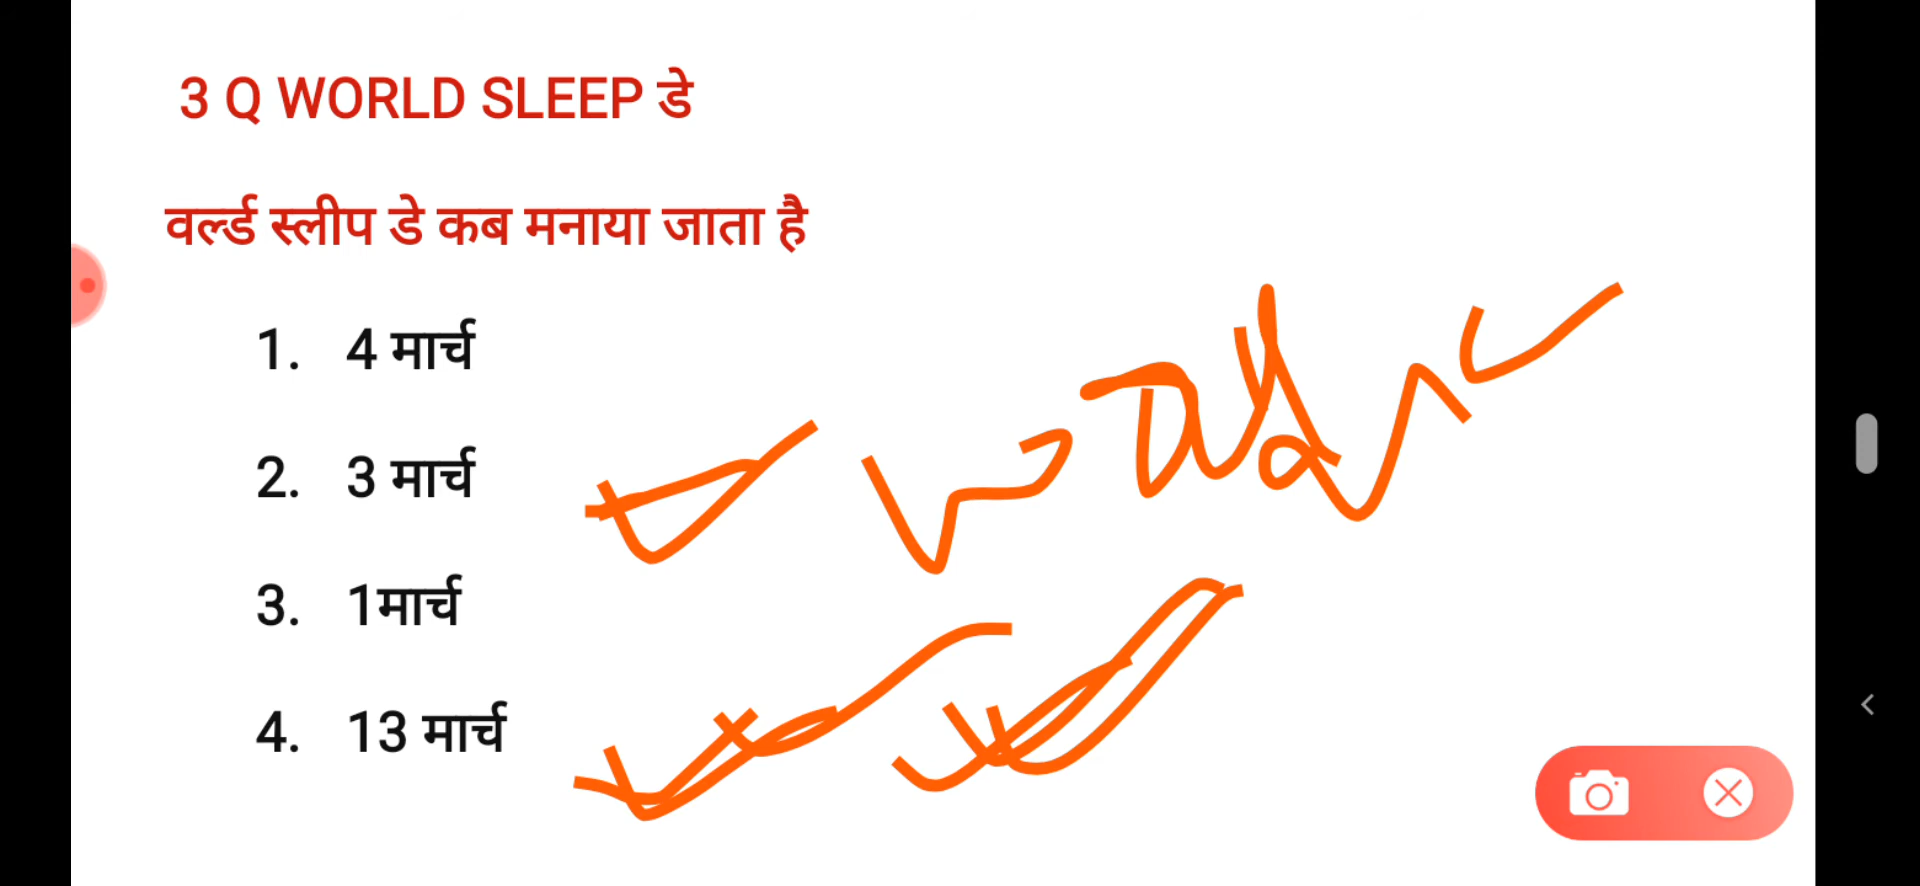 3 Q WORLD SLEEP डे
वर्ल्ड स्लीप डे कब मनाया जाता है
1. 4 मार्च
2. 3 मार्च
3. 1मार्च
4. 13 मार्च